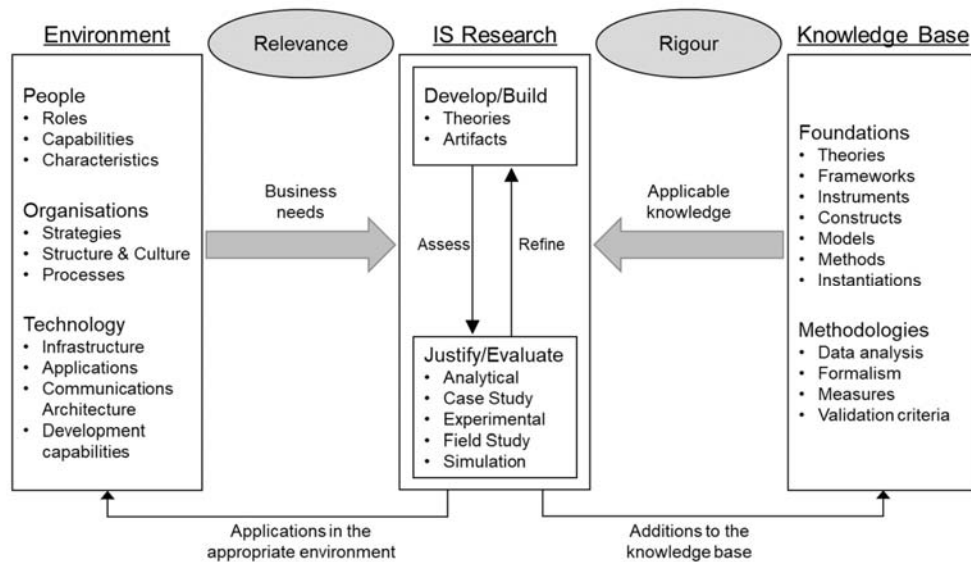 Environment
Relevance
IS Research
Rigour
Knowledge Base
People
• Roles
• Capabilities
• Characteristics
Organisations
• Strategies
• Structure & Culture
• Processes
Technology
• Infrastructure
• Applications
• Communications
Architecture
• Development
capabilities
Business
needs
Develop/Build
• Theories
• Artifacts
Assess
Refine
Justify/Evaluate
• Analytical
• Case Study
• Experimental
• Field Study
• Simulation
Applicable
knowledge
Foundations
• Theories
• Frameworks
• Instruments
• Constructs
• Models
• Methods
• Instantiations
Methodologies
• Data analysis
• Formalism
• Measures
• Validation criteria
Applications in the
appropriate environment
Additions to the
knowledge base